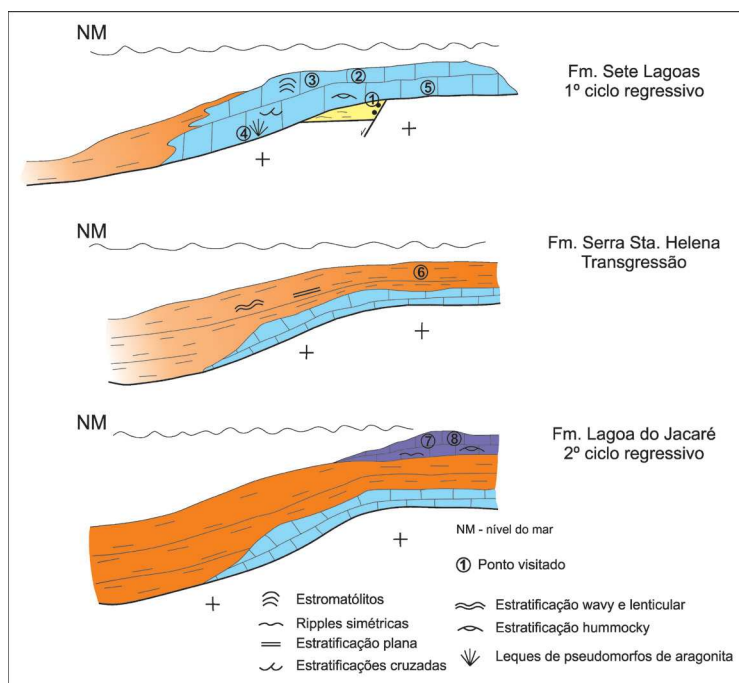 NM
Fm. Sete Lagoas
1º ciclo regressivo
3
2
5
1
4
NM
Fm. Serra Sta. Helena
Transgressão
6
NM
Fm. Lagoa do Jacaré
2º ciclo regressivo
7
8
NM - nível do mar
1 Ponto visitado
Estromatólitos
Ripples simétricas
Estratificação plana
Estratificações cruzadas
Estratificação wavy e lenticular
Estratificação hummocky
Leques de pseudomorfos de aragonita